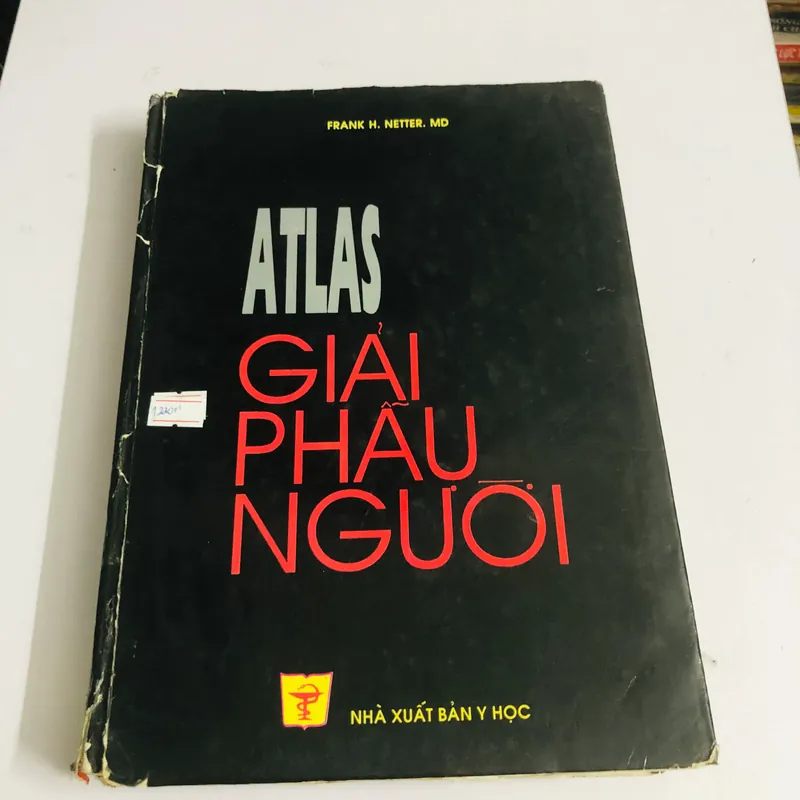 FRANK H. NETTER. MD
ATLAS
GIẢI
PHẪU
NGƯỜI
NHÀ XUẤT BẢN Y HỌC